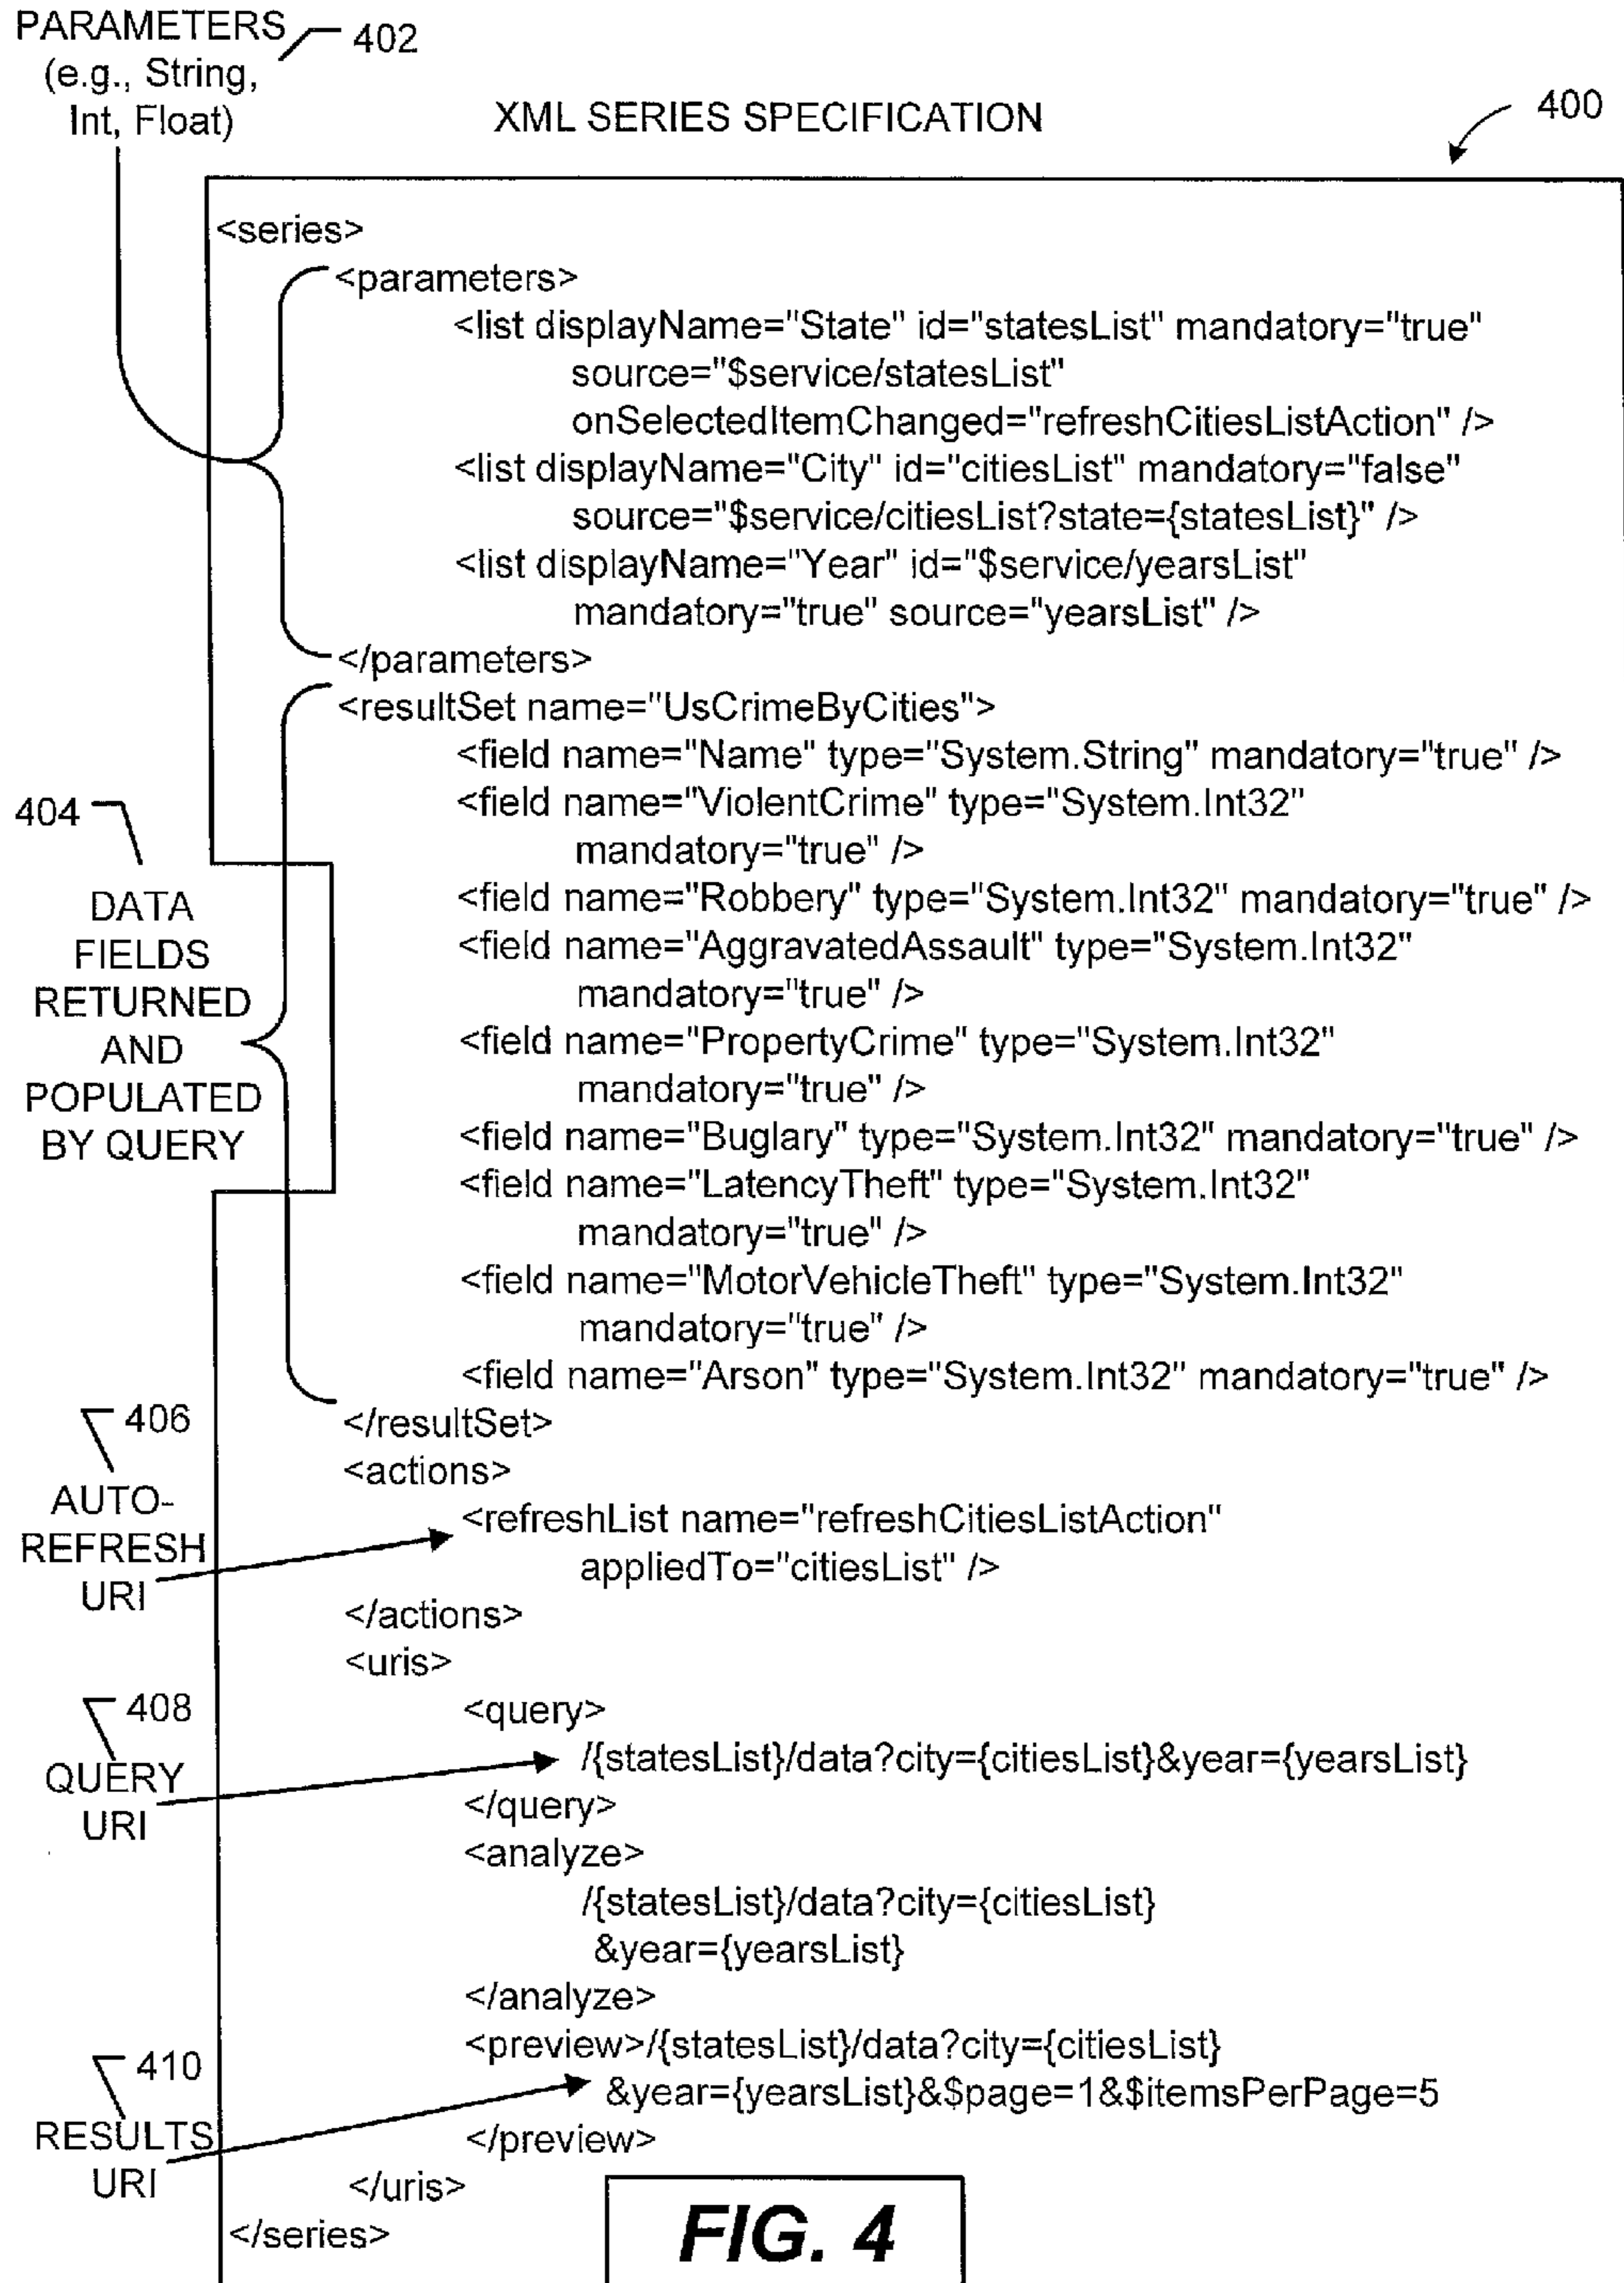 PARAMETERS
(e.g., String,
Int, Float)
402
XML SERIES SPECIFICATION
400
<series>
<parameters>
<list displayName="State" id="statesList" mandatory="true"
source="$service/statesList"
onSelectedItemChanged="refreshCitiesListAction" />
<list displayName="City" id="citiesList" mandatory="false"
source="$service/citiesList?state={statesList}" />
<list displayName="Year" id="$service/yearsList"
mandatory="true" source="yearsList" />
</parameters>
<resultSet name="UsCrimeByCities">
<field name="Name" type="System.String" mandatory="true" />
<field name="ViolentCrime" type="System.Int32"
mandatory="true" />
<field name="Robbery" type="System.Int32" mandatory="true" />
<field name="AggravatedAssault" type="System.Int32"
mandatory="true" />
<field name="PropertyCrime" type="System.Int32"
mandatory="true" />
<field name="Buglary" type="System.Int32" mandatory="true" />
<field name="LatencyTheft" type="System.Int32"
mandatory="true" />
<field name="MotorVehicleTheft" type="System.Int32"
mandatory="true" />
<field name="Arson" type="System.Int32" mandatory="true" />
</resultSet>
404
DATA
FIELDS
RETURNED
AND
POPULATED
BY QUERY
<actions>
<refreshList name="refreshCitiesListAction"
appliedTo="citiesList" />
</actions>
406
AUTO-
REFRESH
URI
<uris>
<query>
/{statesList}/data?city={citiesList}&year={yearsList}
</query>
408
QUERY
URI
<analyze>
/{statesList}/data?city={citiesList}
&year={yearsList}
</analyze>
<preview>/{statesList}/data?city={citiesList}
&year={yearsList}&$page=1&$itemsPerPage=5
</preview>
410
RESULTS
URI
</uris>
</series>
FIG. 4